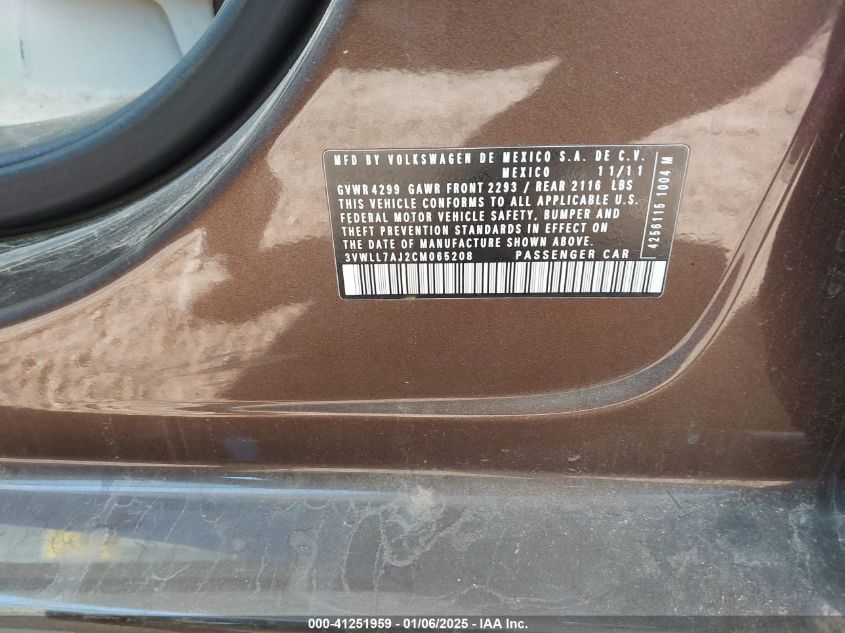 MFD BY VOLKSWAGEN DE MEXICO S.A. DE C.V.
MEXICO 11/11
GVWR 4299 GAWR FRONT 2293 / REAR 2116 LBS
THIS VEHICLE CONFORMS TO ALL APPLICABLE U.S.
FEDERAL MOTOR VEHICLE SAFETY, BUMPER AND
THEFT PREVENTION STANDARDS IN EFFECT ON
THE DATE OF MANUFACTURE SHOWN ABOVE.
3VWLL7AJ2CM065208 PASSENGER CAR
4256115 1004 M
000-41251959 - 01/06/2025 - IAA Inc.